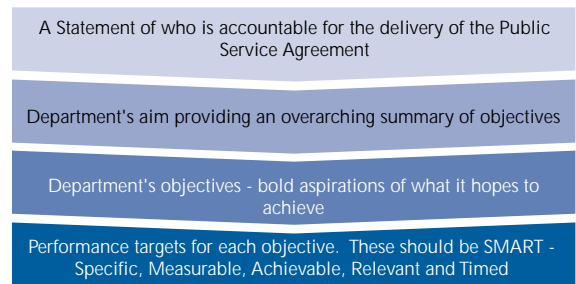 A Statement of who is accountable for the delivery of the Public
Service Agreement
Department's aim providing an overarching summary of objectives
Department's objectives - bold aspirations of what it hopes to
achieve
Performance targets for each objective.  These should be SMART -
Specific, Measurable, Achievable, Relevant and Timed